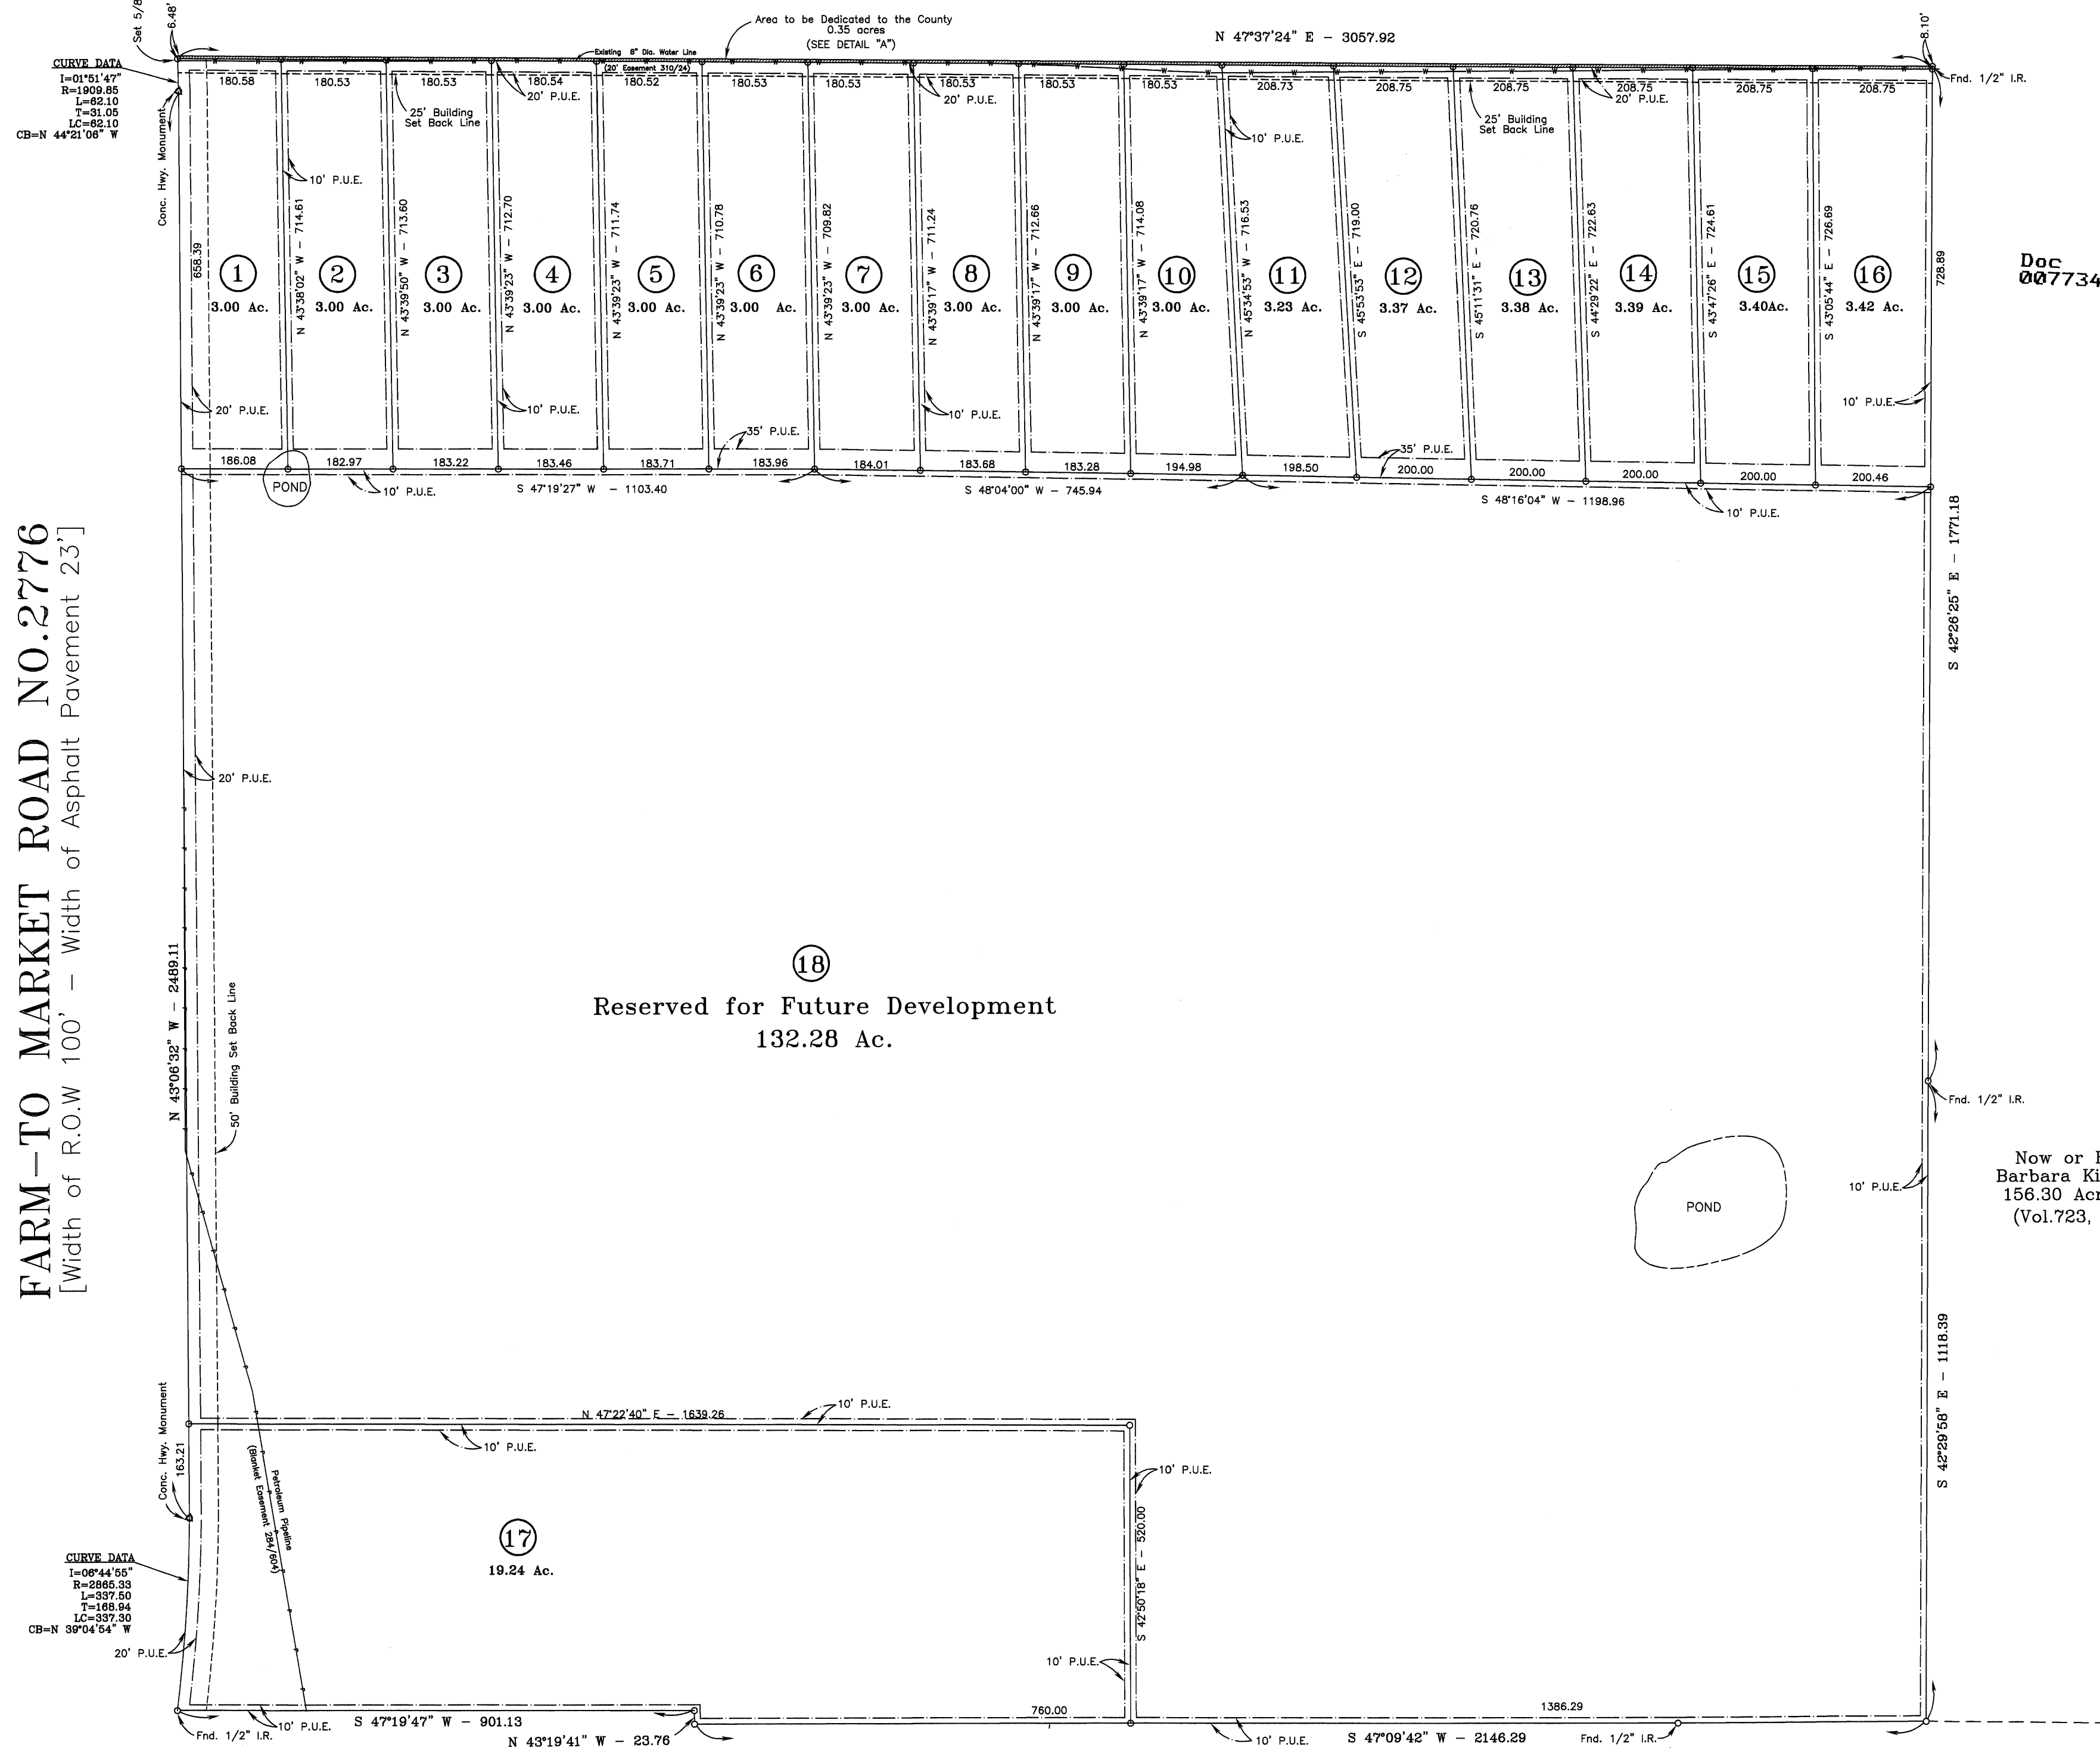 Set 5/8
6.48'
Area to be Dedicated to the County
0.35 acres
(SEE DETAIL "A")
N 47°37'24" E – 3057.92
8.10'
Existing 8" Dia. Water Line
(20' Easement 310/24)
Fnd. 1/2" I.R.
CURVE DATA
I=01°51'47"
R=1909.85
L=62.10
T=31.05
LC=62.10
CB=N 44°21'06" W
Conc. Hwy. Monument
180.58
180.53
180.53
180.54
180.52
180.53
180.53
180.53
180.53
180.53
208.73
208.75
208.75
208.75
208.75
208.75
25' Building
Set Back Line
20' P.U.E.
20' P.U.E.
25' Building
Set Back Line
20' P.U.E.
10' P.U.E.
10' P.U.E.
658.39
N 43°38'02" W – 714.61
N 43°39'50" W – 713.60
N 43°39'23" W – 712.70
N 43°39'23" W – 711.74
N 43°39'23" W – 710.78
N 43°39'23" W – 709.82
N 43°39'17" W – 711.24
N 43°39'17" W – 712.66
N 43°39'17" W – 714.08
N 45°34'53" W – 716.53
S 45°53'53" E – 719.00
S 45°11'31" E – 720.76
S 44°29'22" E – 722.63
S 43°47'26" E – 724.61
S 43°05'44" E – 726.69
728.89
1
3.00 Ac.
2
3.00 Ac.
3
3.00 Ac.
4
3.00 Ac.
5
3.00 Ac.
6
3.00 Ac.
7
3.00 Ac.
8
3.00 Ac.
9
3.00 Ac.
10
3.00 Ac.
11
3.23 Ac.
12
3.37 Ac.
13
3.38 Ac.
14
3.39 Ac.
15
3.40Ac.
16
3.42 Ac.
Doc
007734
20' P.U.E.
10' P.U.E.
10' P.U.E.
10' P.U.E.
35' P.U.E.
35' P.U.E.
186.08
182.97
183.22
183.46
183.71
183.96
184.01
183.68
183.28
194.98
198.50
200.00
200.00
200.00
200.00
200.46
POND
10' P.U.E.
S 47°19'27" W – 1103.40
S 48°04'00" W – 745.94
S 48°16'04" W – 1198.96
10' P.U.E.
S 42°26'25" E – 1771.18
FARM–TO MARKET ROAD NO.2776
[Width of R.O.W 100' – Width of Asphalt Pavement 23']
20' P.U.E.
N 43°06'32" W – 2489.11
50' Building Set Back Line
18
Reserved for Future Development
132.28 Ac.
Fnd. 1/2" I.R.
POND
10' P.U.E.
Now or
Barbara
156.30
(Vol.723,
S 42°29'58" E – 1118.39
N 47°22'40" E – 1639.26
10' P.U.E.
10' P.U.E.
10' P.U.E.
Conc. Hwy. Monument
163.21
Petroleum Pipeline
(Blanket Easement 284/604)
17
19.24 Ac.
S 42°50'18" E – 520.00
CURVE DATA
I=06°44'55"
R=2865.33
L=337.50
T=168.94
LC=337.30
CB=N 39°04'54" W
20' P.U.E.
10' P.U.E.
Fnd. 1/2" I.R.
10' P.U.E.
S 47°19'47" W – 901.13
N 43°19'41" W – 23.76
760.00
1386.29
10' P.U.E.
S 47°09'42" W – 2146.29
Fnd. 1/2" I.R.